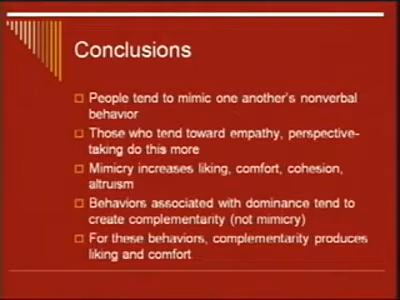 Conclusions
People tend to mimic one another's nonverbal
behavior
Those who tend toward empathy, perspective-
taking do this more
Mimicry increases liking, comfort, cohesion,
altruism
Behaviors associated with dominance tend to
create complementarity (not mimicry)
For these behaviors, complementarity produces
liking and comfort